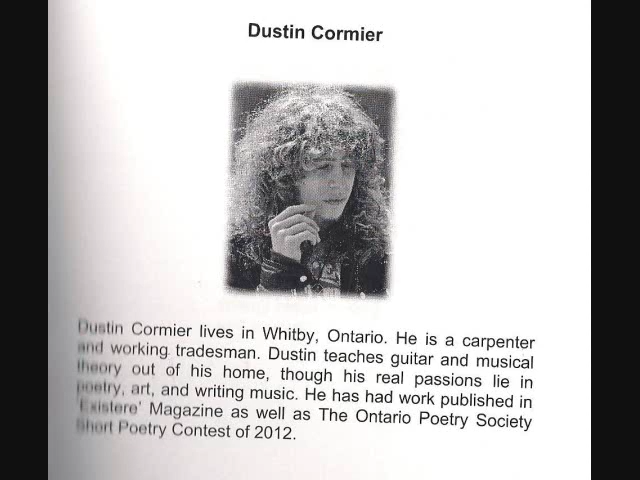 Dustin Cormier
Dustin Cormier lives in Whitby, Ontario. He is a carpenter
and working tradesman. Dustin teaches guitar and musical
theory out of his home, though his real passions lie in
poetry, art, and writing music. He has had work published in
'Existere' Magazine as well as The Ontario Poetry Society
Short Poetry Contest of 2012.